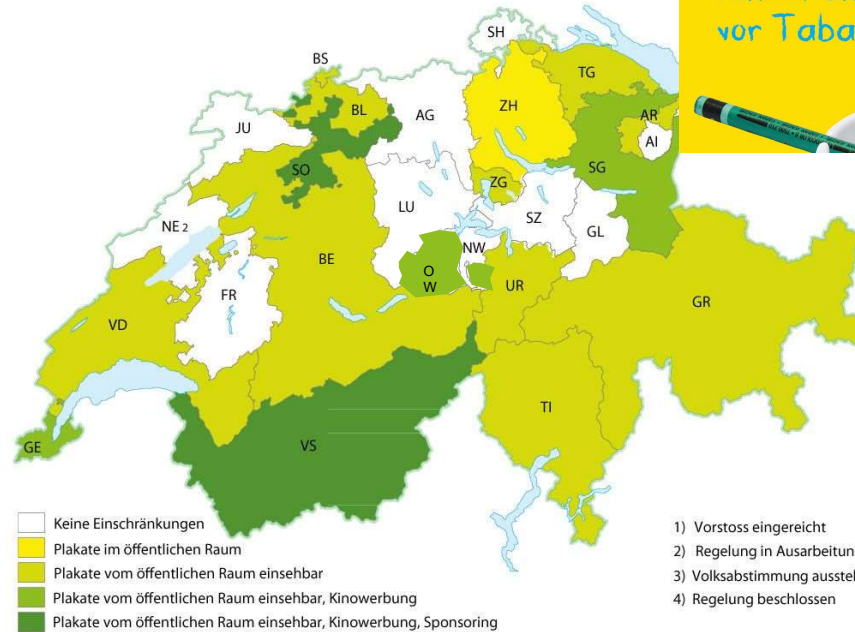 vor Taba
SH
BS
TG
BL
AG
ZH
JU
AR
AI
SO
SG
ZG
LU
SZ
NE 2
GL
NW
BE
O
W
UR
FR
GR
VD
TI
GE
VS
Keine Einschränkungen
Plakate im öffentlichen Raum
Plakate vom öffentlichen Raum einsehbar
Plakate vom öffentlichen Raum einsehbar, Kinowerbung
Plakate vom öffentlichen Raum einsehbar, Kinowerbung, Sponsoring
1) Vorstoss eingereicht
2) Regelung in Ausarbeitun
3) Volksabstimmung ausstel
4) Regelung beschlossen